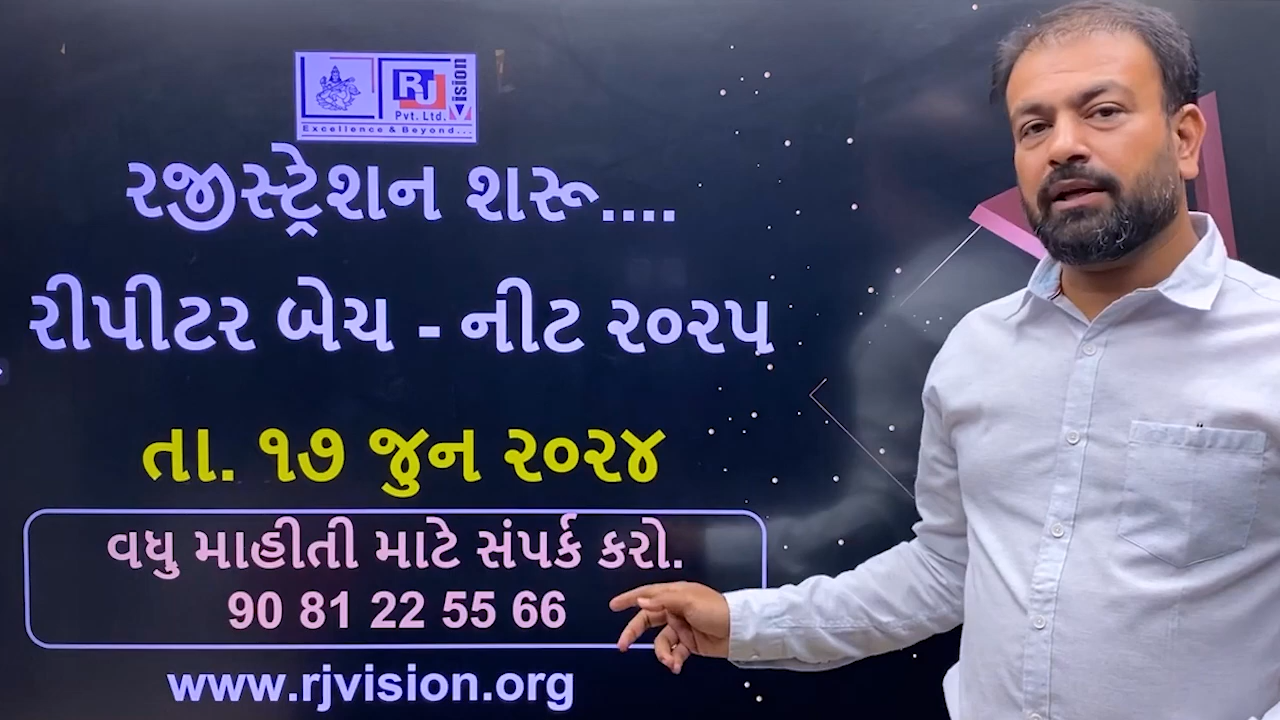 RJ Vision
Pvt. Ltd.
Excellence & Beyond...
રજીસ્ટ્રેશન શરૂ....
રીપીટર બેચ - નીટ ૨૦૨૫
તા. ૧૭ જુન ૨૦૨૪
વધુ માહીતી માટે સંપર્ક કરો.
90 81 22 55 66
www.rjvision.org